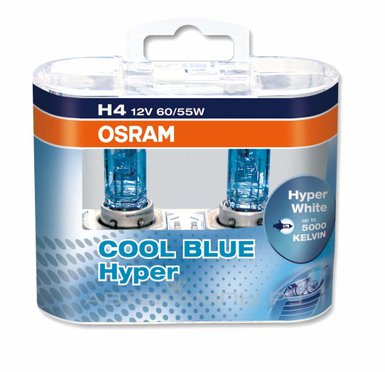 H4 12V 60/55W
OSRAM
Hyper
White
up to
5000
KELVIN
COOL BLUE
Hyper